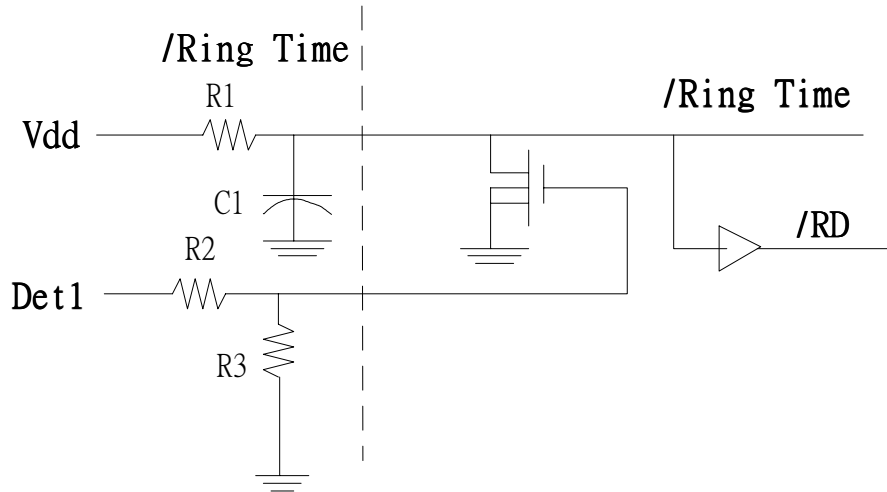 /Ring Time
R1
/Ring Time
Vdd
C1
/RD
R2
Det1
R3